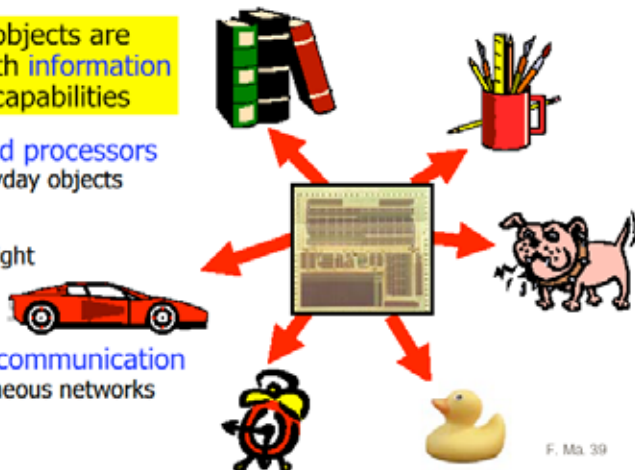 objects are
th information
capabilities
d processors
yday objects
ght
communication
neous networks
F. Ma. 39